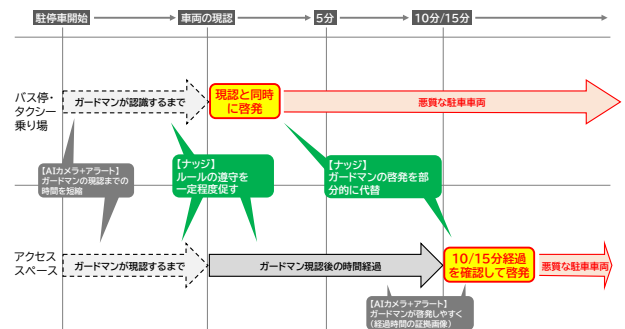 駐停車開始
車両の現認
5分
10分/15分
バス停・
タクシー
乗り場
ガードマンが認識するまで
現認と同時
に啓発
悪質な駐車車両
【AIカメラ+アラート】
ガードマンの現認までの
時間を短縮
【ナッジ】
ルールの遵守を
一定程度促す
【ナッジ】
ガードマンの啓発を部
分的に代替
アクセス
スペース
ガードマンが現認するまで
ガードマン現認後の時間経過
10/15分経過
を確認して啓発
悪質な駐車車両
【AIカメラ+アラート】
ガードマンが啓発しやすく
(経過時間の証拠画像)